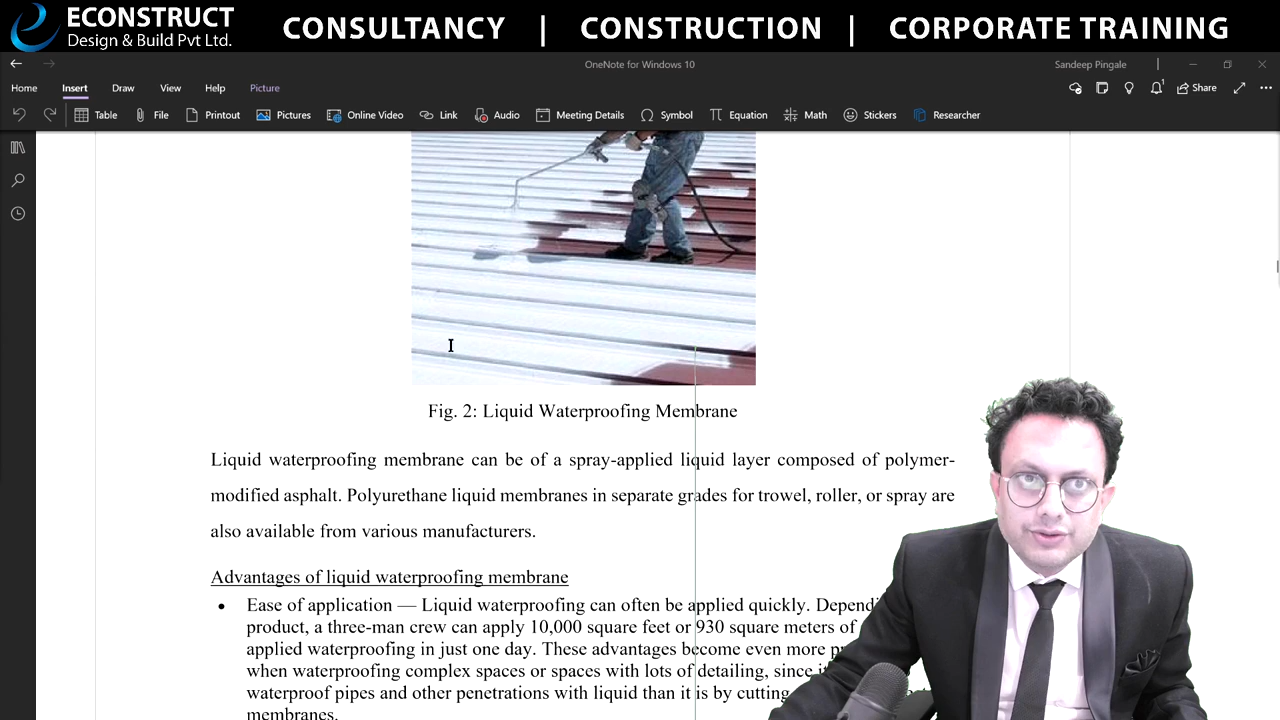 ECONSTRUCT
Design & Build Pvt Ltd.
CONSULTANCY | CONSTRUCTION | CORPORATE TRAINING
OneNote for Windows 10
Sandeep Pingale
Home Insert Draw View Help Picture
1
Share
Table File Printout Pictures Online Video Link Audio Meeting Details Symbol Equation Math Stickers Researcher
Fig. 2: Liquid Waterproofing Membrane
Liquid waterproofing membrane can be of a spray-applied liquid layer composed of polymer-
modified asphalt. Polyurethane liquid membranes in separate grades for trowel, roller, or spray are
also available from various manufacturers.
Advantages of liquid waterproofing membrane
• Ease of application — Liquid waterproofing can often be applied quickly.
product, a three-man crew can apply 10,000 square feet or 930 square meters of
applied waterproofing in just one day. These advantages become even more
when waterproofing complex spaces or spaces with lots of detailing, since
waterproof pipes and other penetrations with liquid than it is by cutting
membranes.